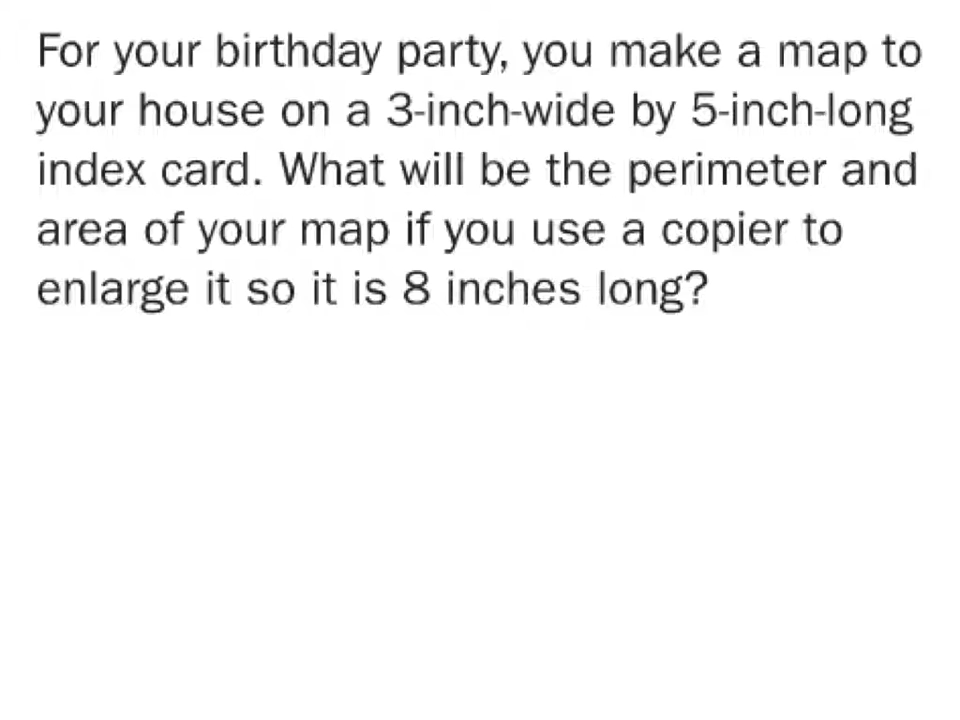 For your birthday party, you make a map to
your house on a 3-inch-wide by 5-inch-long
index card. What will be the perimeter and
area of your map if you use a copier to
enlarge it so it is 8 inches long?